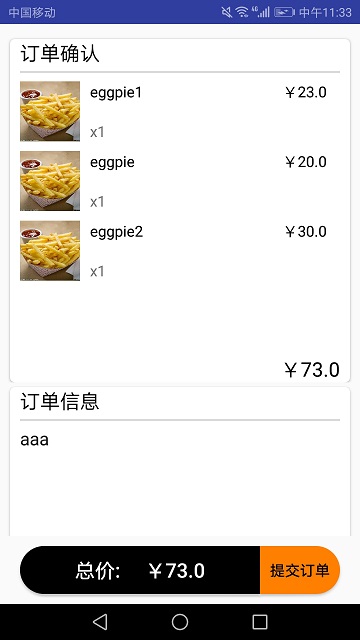 中国移动 中午11:33
订单确认
eggpie1 ￥23.0
x1
eggpie ￥20.0
x1
eggpie2 ￥30.0
x1
￥73.0
订单信息
aaa
总价: ￥73.0 提交订单